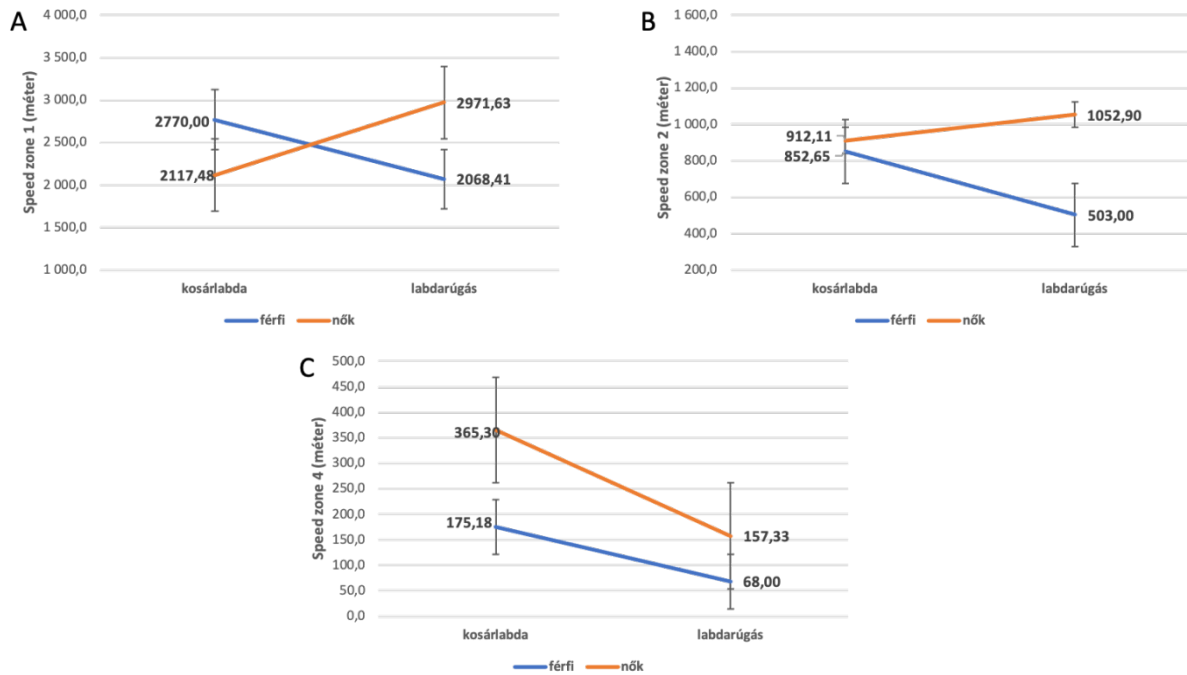 A
Speed zone 1 (méter)
4 000,0
3 500,0
3 000,0
2 500,0
2 000,0
1 500,0
1 000,0
2770,00
2117,48
2971,63
2068,41
kosárlabda
labdarúgás
férfi
nők
B
Speed zone 2 (méter)
1 600,0
1 400,0
1 200,0
1 000,0
800,0
600,0
400,0
200,0
912,11
852,65
1052,90
503,00
kosárlabda
labdarúgás
férfi
nők
C
Speed zone 4 (méter)
500,0
450,0
400,0
350,0
300,0
250,0
200,0
150,0
100,0
50,0
0,0
365,30
175,18
157,33
68,00
kosárlabda
labdarúgás
férfi
nők